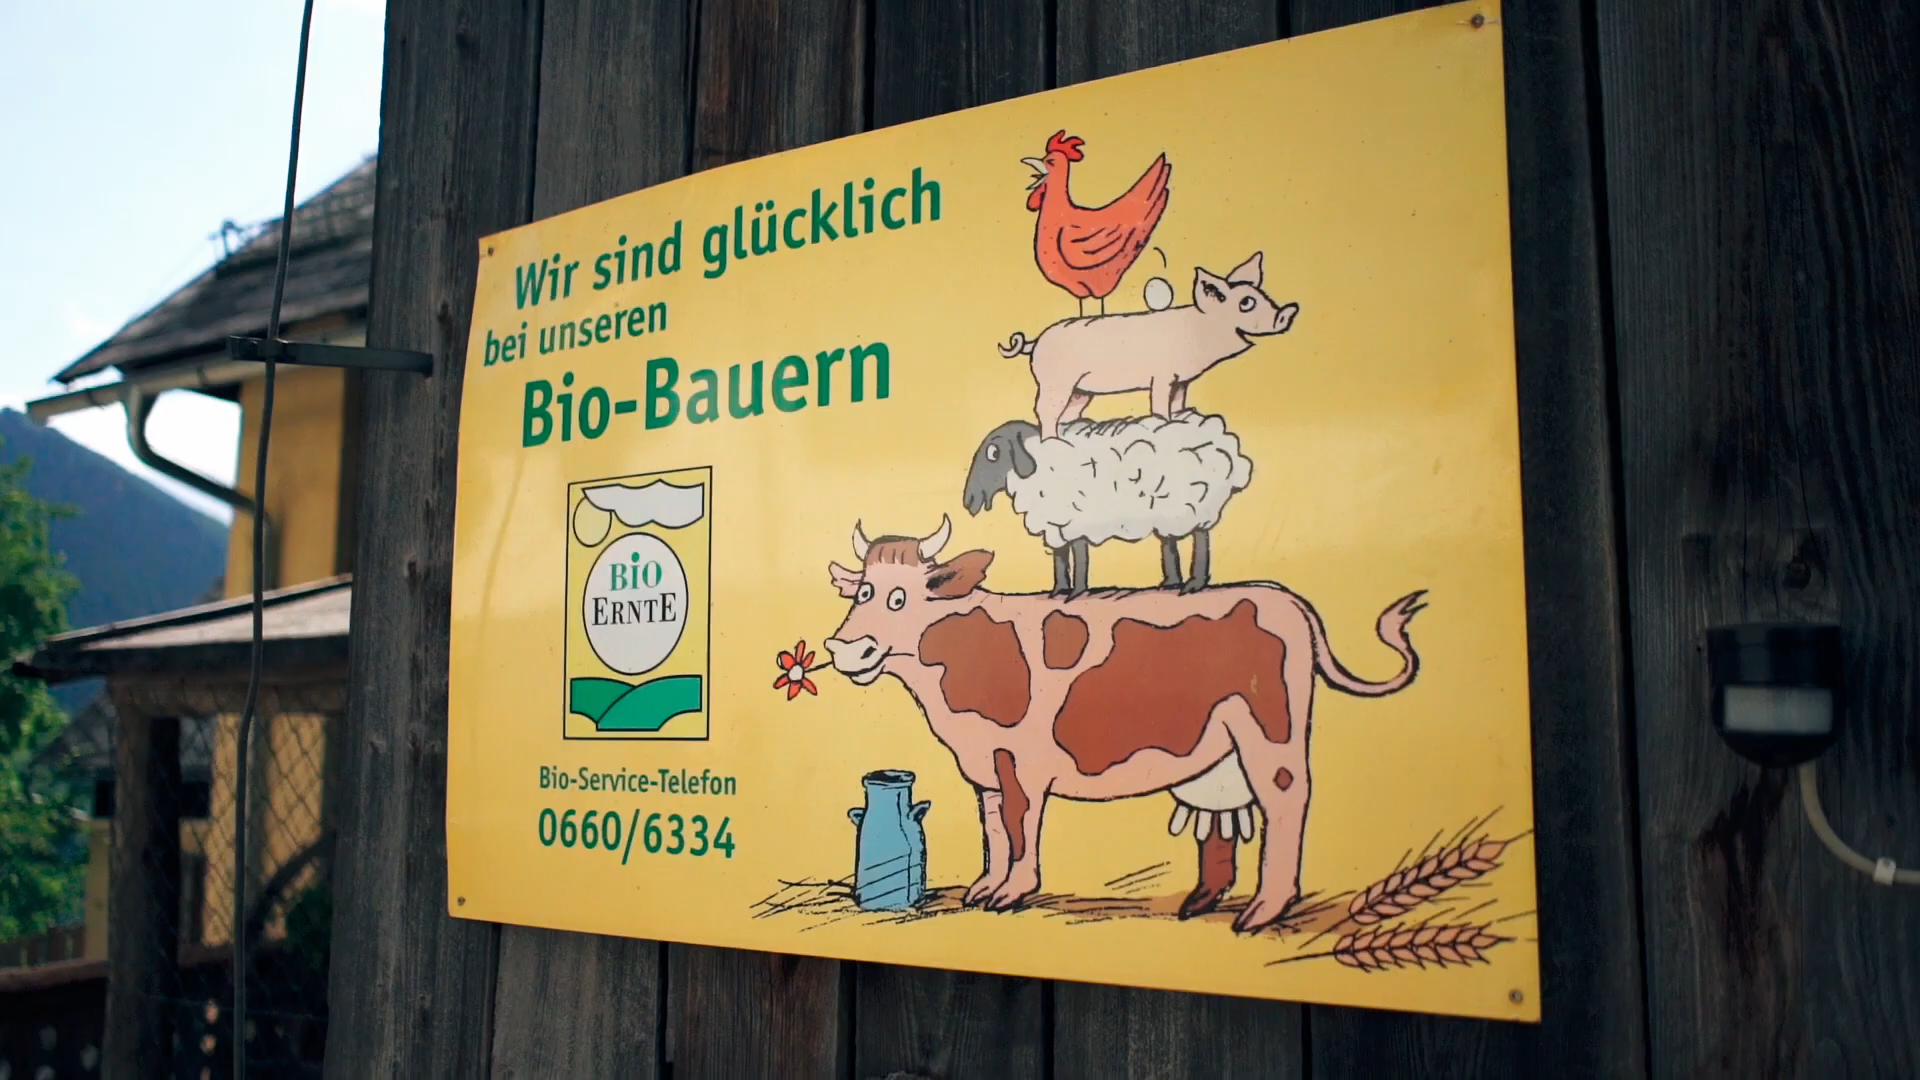 Wir sind glücklich
bei unseren
Bio-Bauern
BiO
ERNTE
Bio-Service-Telefon
0660/6334